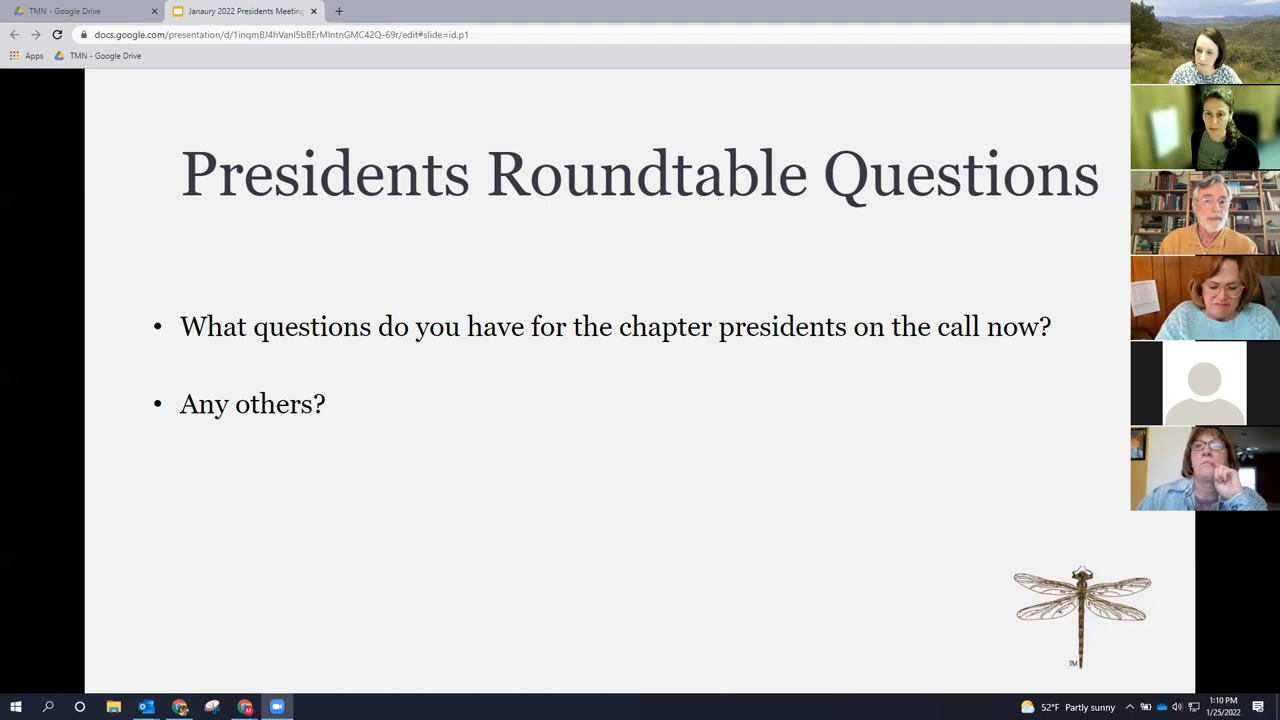 TMN - Google Drive
Janaury 2022 Presidents Meeting
docs.google.com/presentation/d/1inqmBJ4hVanI5bBErMIntnGMC42Q-69r/edit#slide=id.p1
Apps
TMN - Google Drive
Presidents Roundtable Questions
• What questions do you have for the chapter presidents on the call now?
• Any others?
TM
52°F Partly sunny
1:10 PM
1/25/2022